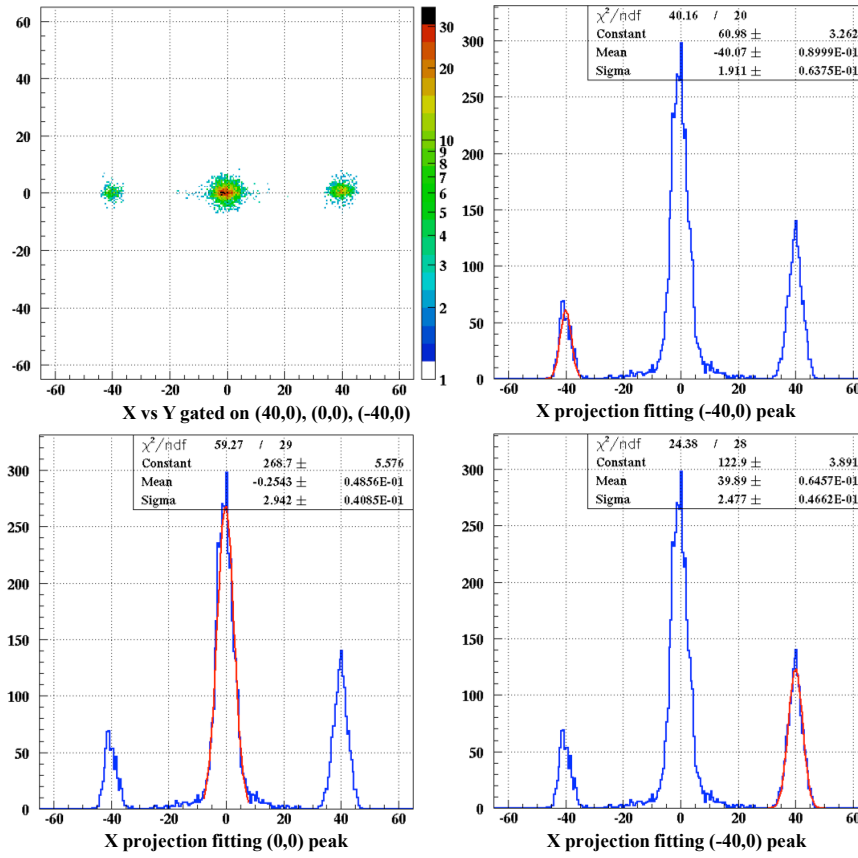 60
40
20
0
-20
-40
-60
-60 -40 -20 0 20 40 60
30
20
10
9
8
7
6
5
4
3
2
1
X vs Y gated on (40,0), (0,0), (-40,0)
χ²/ndf 40.16 / 20
Constant 60.98 ± 3.262
Mean -40.07 ± 0.8999E-01
Sigma 1.911 ± 0.6375E-01
300
250
200
150
100
50
0
-60 -40 -20 0 20 40 60
X projection fitting (-40,0) peak
χ²/ndf 59.27 / 29
Constant 268.7 ± 5.576
Mean -0.2543 ± 0.4856E-01
Sigma 2.942 ± 0.4085E-01
300
250
200
150
100
50
0
-60 -40 -20 0 20 40 60
X projection fitting (0,0) peak
χ²/ndf 24.38 / 28
Constant 122.9 ± 3.891
Mean 39.89 ± 0.6457E-01
Sigma 2.477 ± 0.4662E-01
300
250
200
150
100
50
0
-60 -40 -20 0 20 40 60
X projection fitting (-40,0) peak